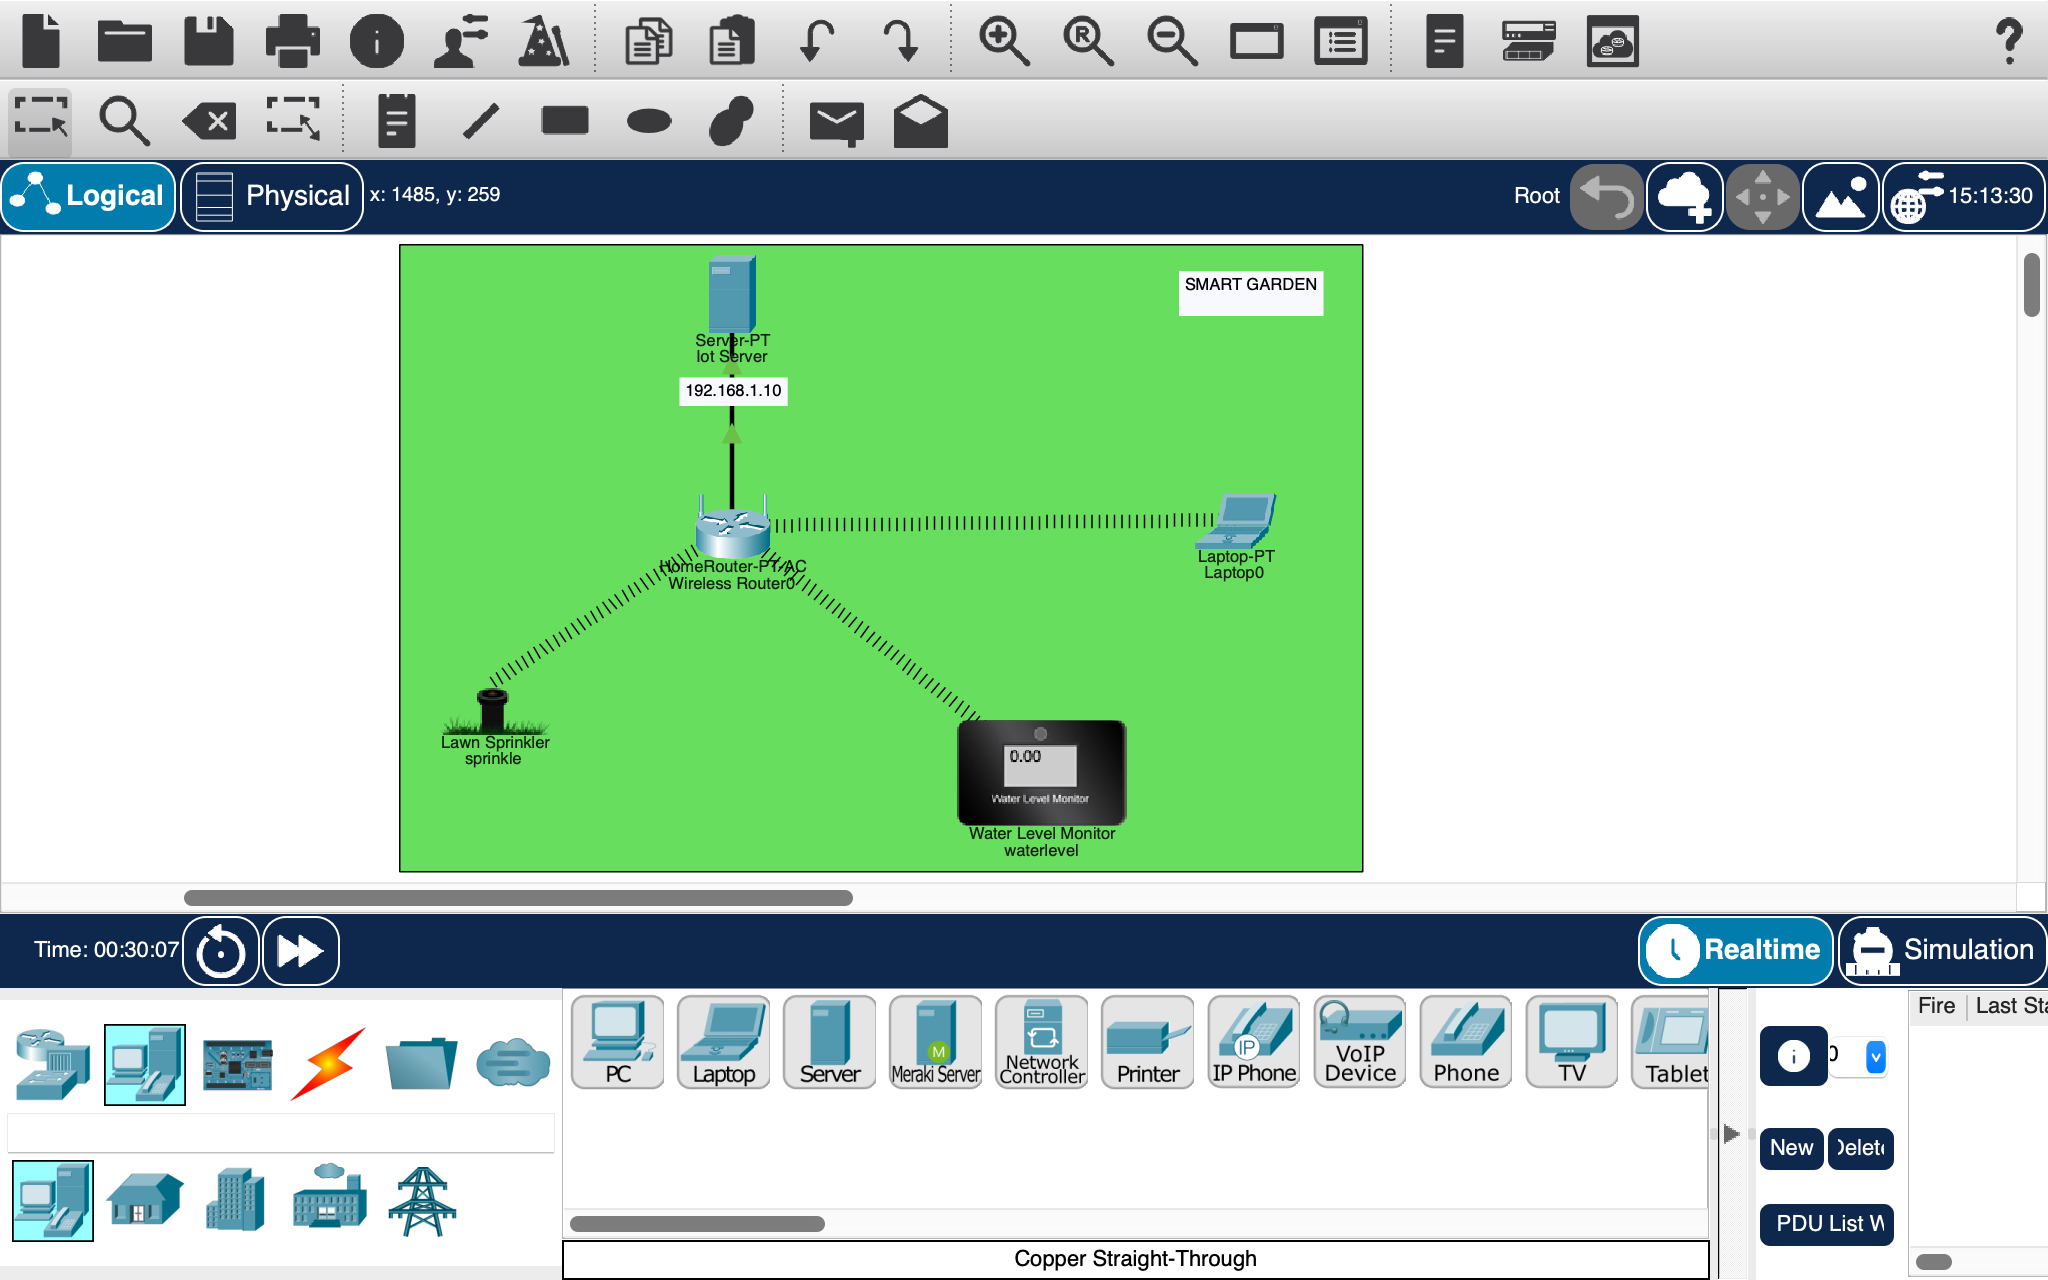 Logical
Physical
x: 1485, y: 259
Root
15:13:30
SMART GARDEN
Server-PT
Iot Server
192.168.1.10
HomeRouter-PT-AC
Wireless Router0
Laptop-PT
Laptop0
Lawn Sprinkler
sprinkle
0.00
Water Level Monitor
Water Level Monitor
waterlevel
Time: 00:30:07
Realtime
Simulation
PC
Laptop
Server
M
Meraki Server
Network
Controller
Printer
IP
IP Phone
VoIP
Device
Phone
TV
Tablet
Fire
Last Sta
0
New
Delete
PDU List W
Copper Straight-Through